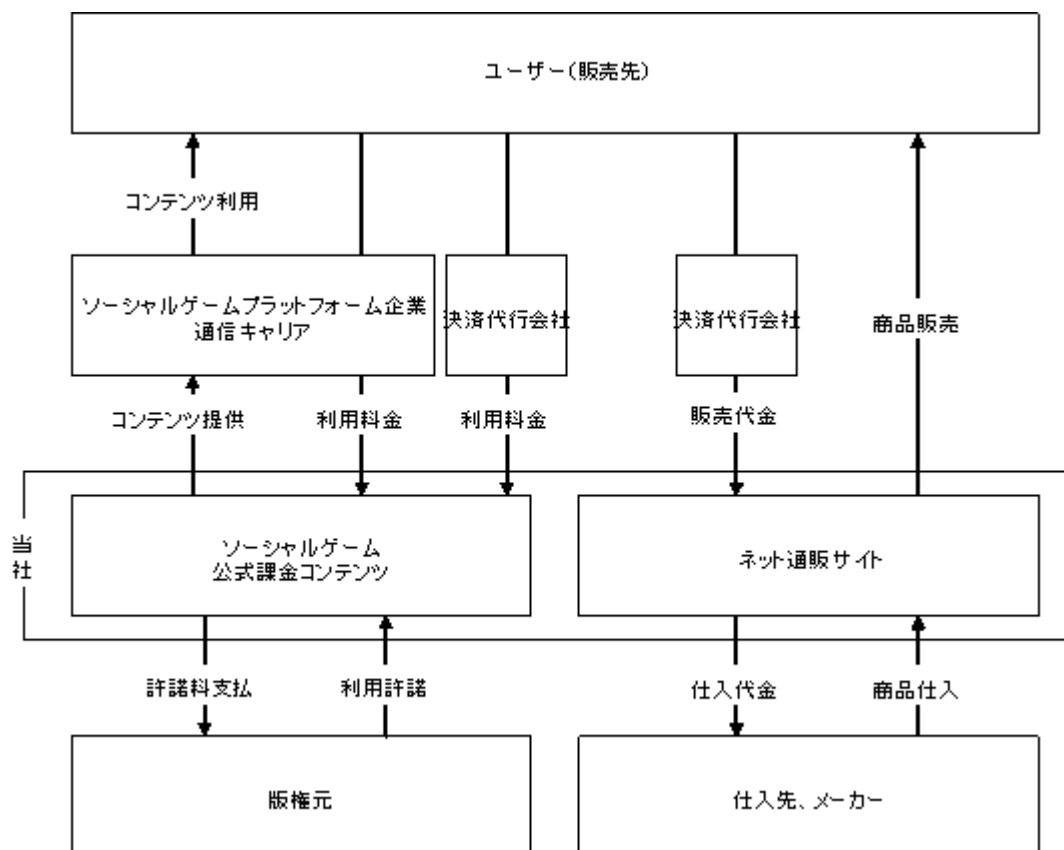 ユーザー(販売先)
コンテンツ利用
ソーシャルゲームプラットフォーム企業
通信キャリア
決済代行会社
決済代行会社
商品販売
コンテンツ提供
利用料金
利用料金
販売代金
当
社
ソーシャルゲーム
公式課金コンテンツ
ネット通販サイト
許諾料支払
利用許諾
仕入代金
商品仕入
版権元
仕入先、メーカー